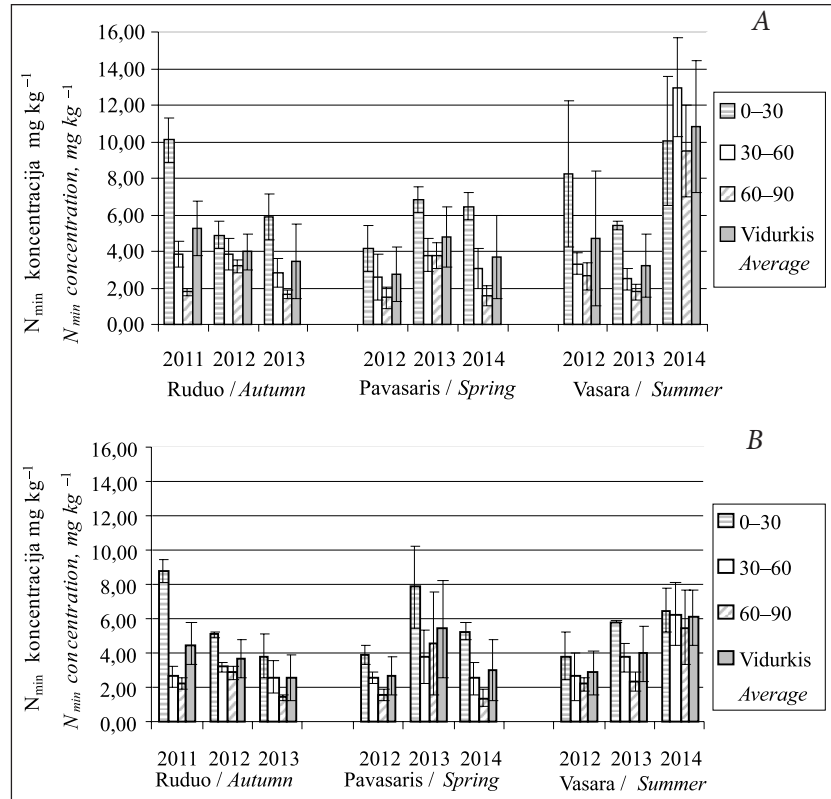 A
N_min koncentracija mg kg⁻¹
N_min concentration, mg kg⁻¹
16,00
14,00
12,00
10,00
8,00
6,00
4,00
2,00
0,00
2011 2012 2013 2012 2013 2014 2012 2013 2014
Ruduo / Autumn Pavasaris / Spring Vasara / Summer
0–30
30–60
60–90
Vidurkis
Average
B
N_min koncentracija mg kg⁻¹
N_min concentration, mg kg⁻¹
16,00
14,00
12,00
10,00
8,00
6,00
4,00
2,00
0,00
2011 2012 2013 2012 2013 2014 2012 2013 2014
Ruduo / Autumn Pavasaris / Spring Vasara / Summer
0–30
30–60
60–90
Vidurkis
Average